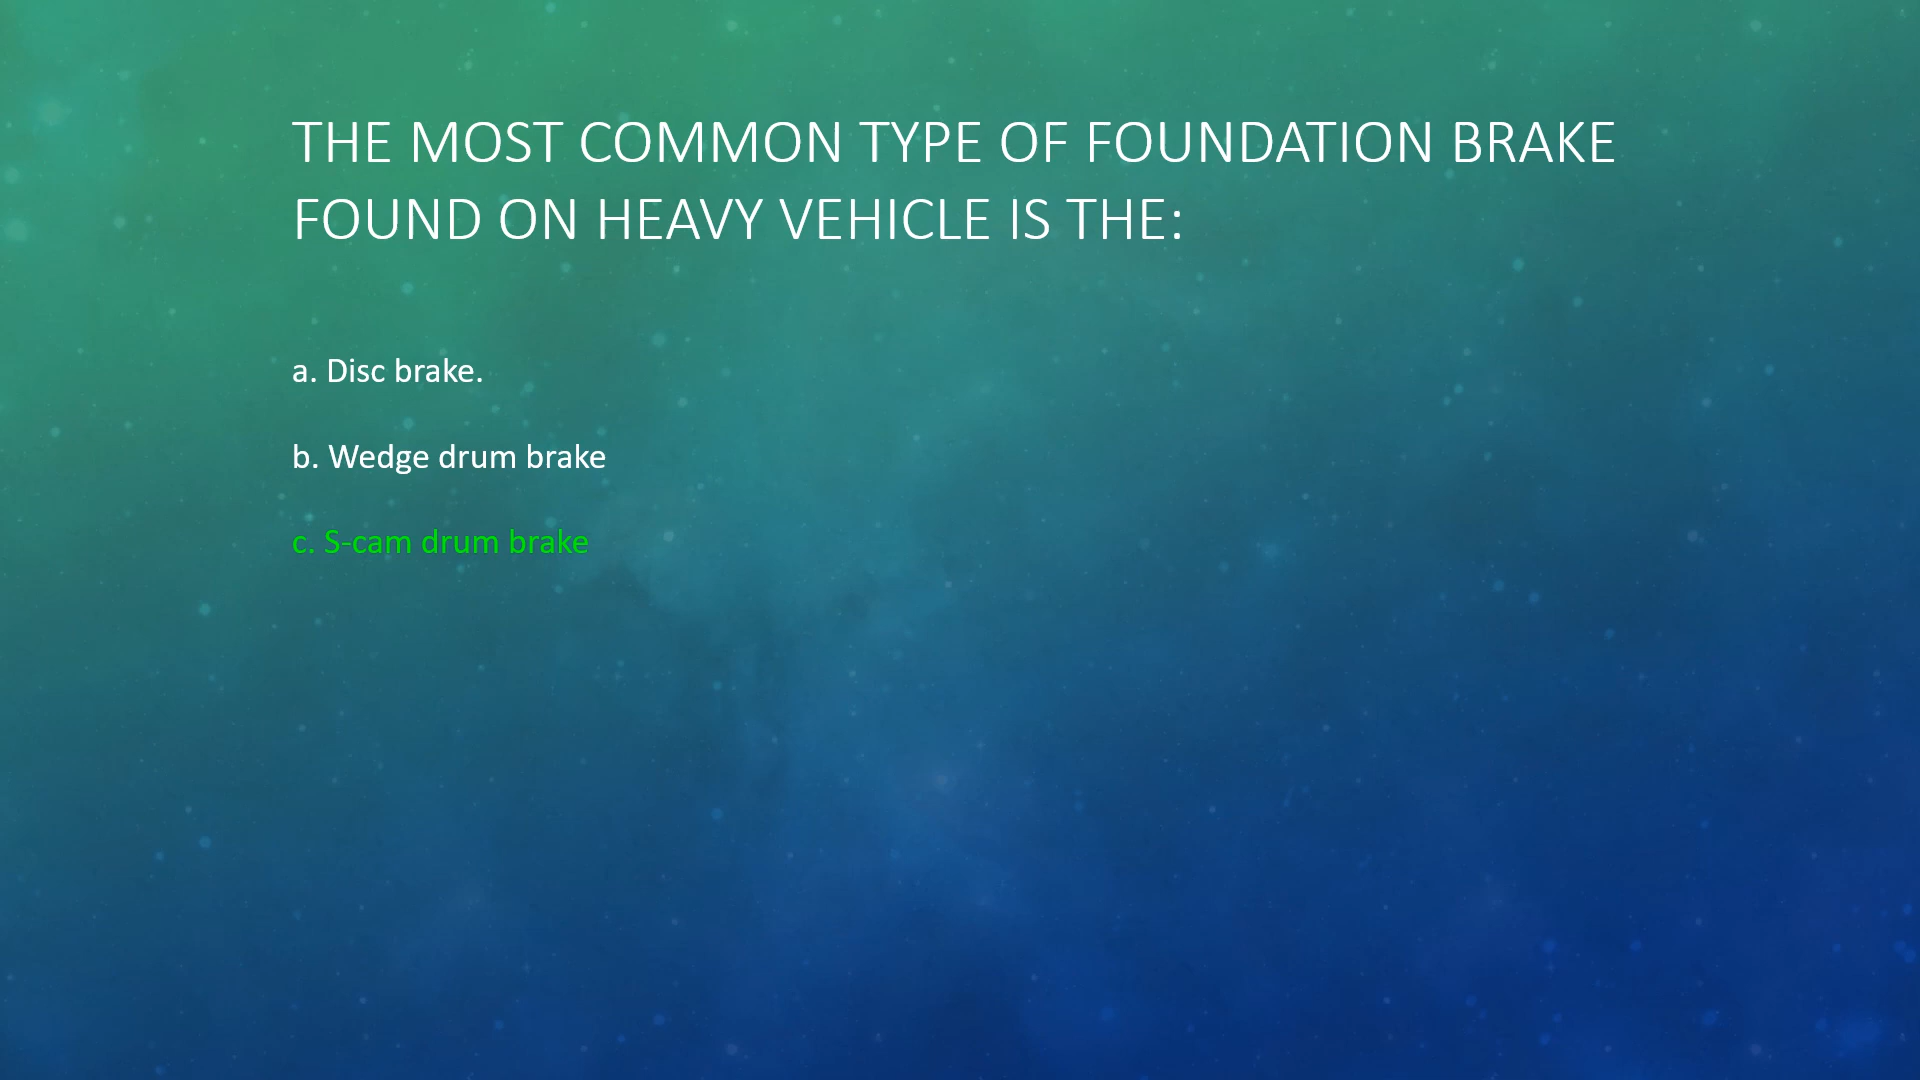 THE MOST COMMON TYPE OF FOUNDATION BRAKE
FOUND ON HEAVY VEHICLE IS THE:
a. Disc brake.
b. Wedge drum brake
c. S-cam drum brake